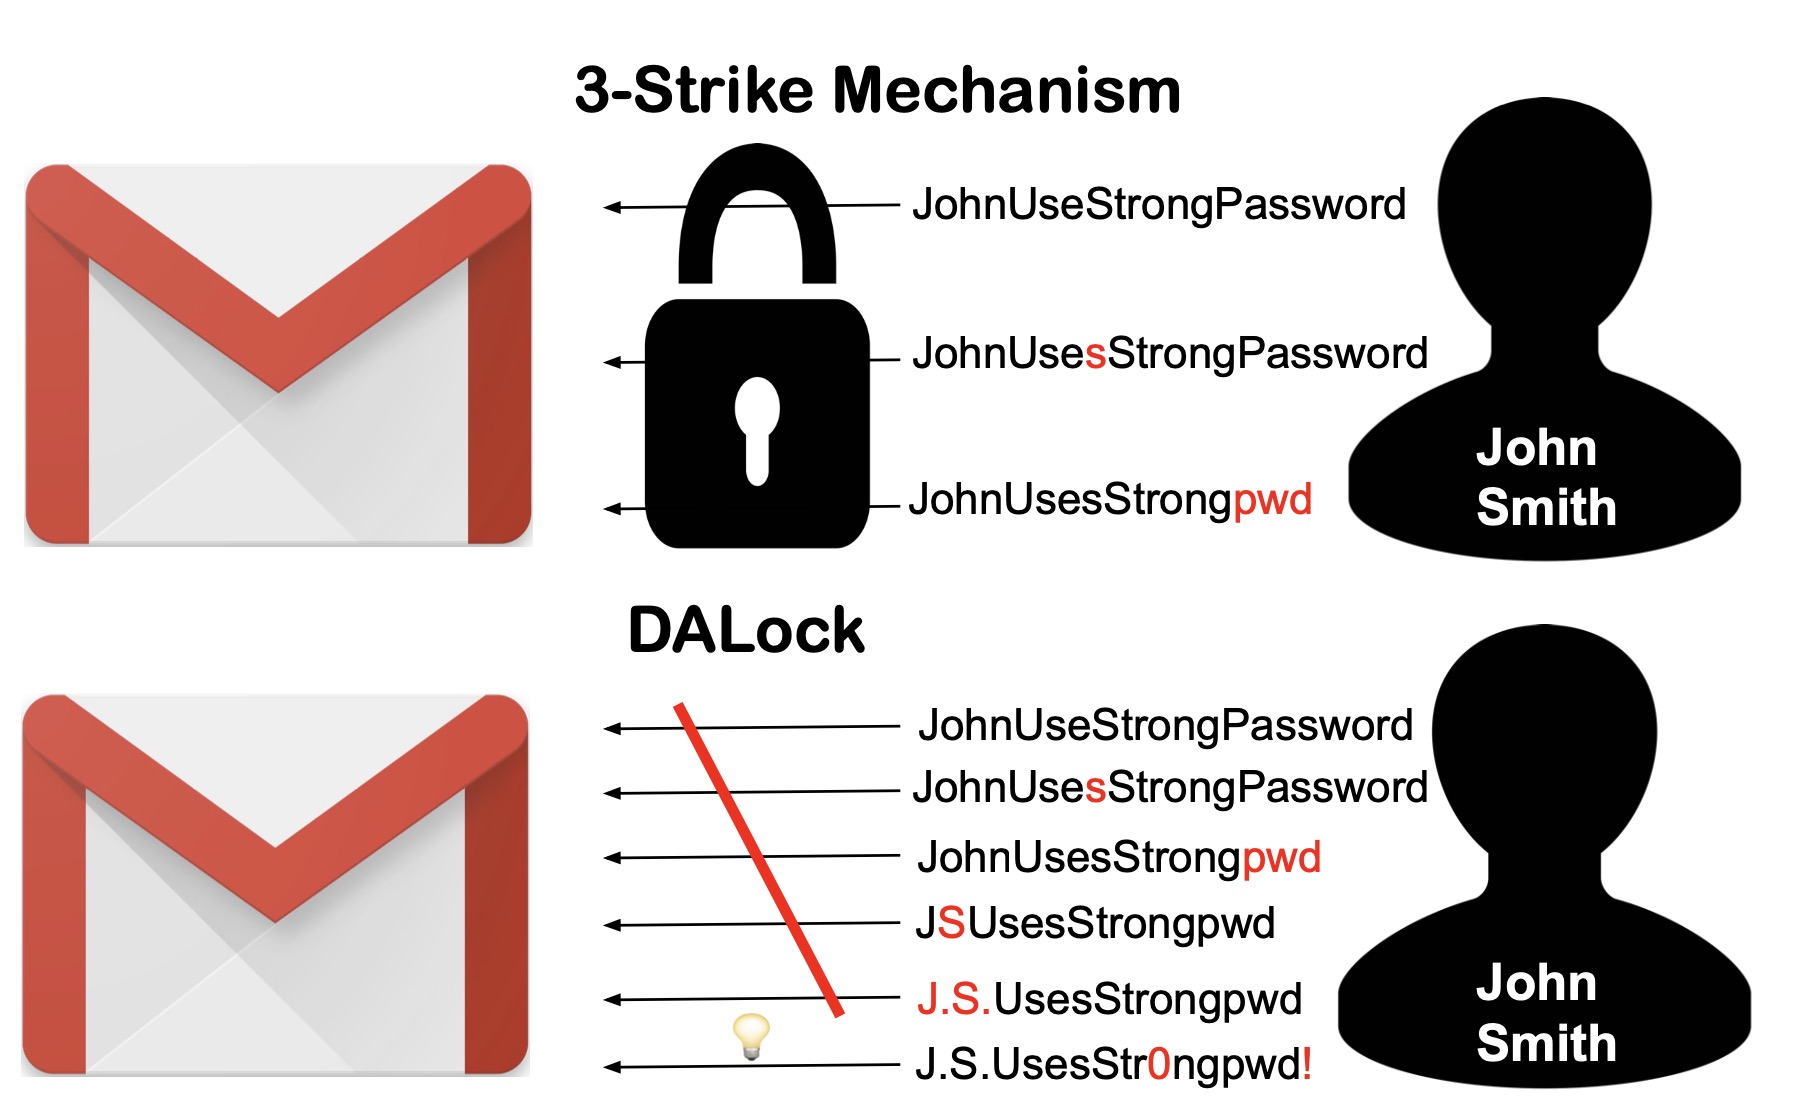 3-Strike Mechanism
JohnUseStrongPassword
JohnUsesStrongPassword
JohnUsesStrongpwd
John
Smith
DALock
JohnUseStrongPassword
JohnUsesStrongPassword
JohnUsesStrongpwd
JSUsesStrongpwd
J.S.UsesStrongpwd
J.S.UsesStr0ngpwd!
John
Smith